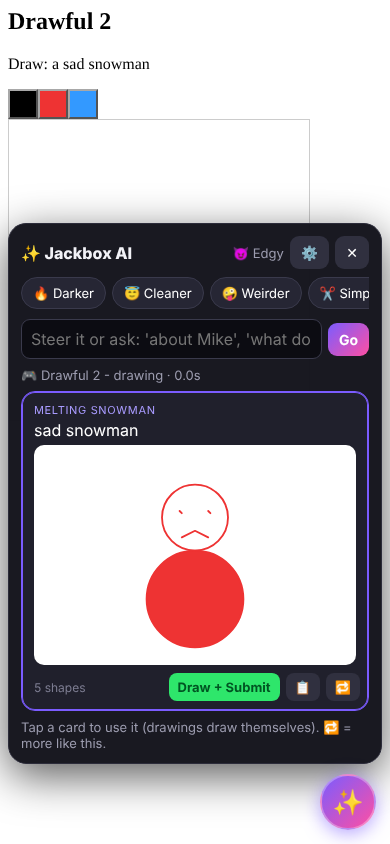 Drawful 2
Draw: a sad snowman
✨ Jackbox AI
😈 Edgy
⚙️
✕
🔥 Darker
😇 Cleaner
🤪 Weirder
✂️ Simp
Steer it or ask: 'about Mike', 'what do
Go
🎮 Drawful 2 - drawing · 0.0s
MELTING SNOWMAN
sad snowman
5 shapes
Draw + Submit
📋
🔁
Tap a card to use it (drawings draw themselves). 🔁 =
more like this.
✨